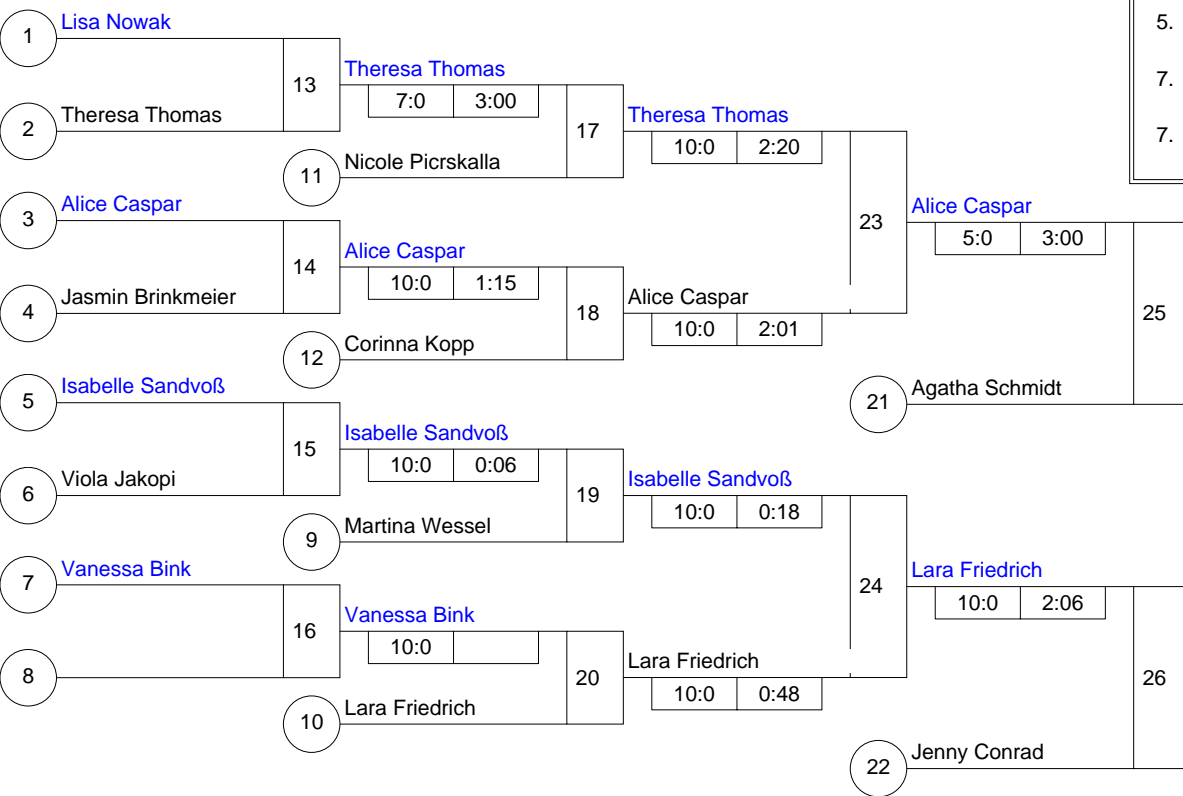 1 Lisa Nowak
5.
13 Theresa Thomas
7.
7:0 3:00
2 Theresa Thomas
17 Theresa Thomas
7.
10:0 2:20
11 Nicole Picrskalla
3 Alice Caspar
23 Alice Caspar
5:0 3:00
14 Alice Caspar
10:0 1:15
4 Jasmin Brinkmeier
18 Alice Caspar
25
10:0 2:01
12 Corinna Kopp
5 Isabelle Sandvoß
21 Agatha Schmidt
15 Isabelle Sandvoß
10:0 0:06
6 Viola Jakopi
19 Isabelle Sandvoß
10:0 0:18
9 Martina Wessel
7 Vanessa Bink
24 Lara Friedrich
10:0 2:06
16 Vanessa Bink
10:0
8
20 Lara Friedrich
26
10:0 0:48
10 Lara Friedrich
22 Jenny Conrad